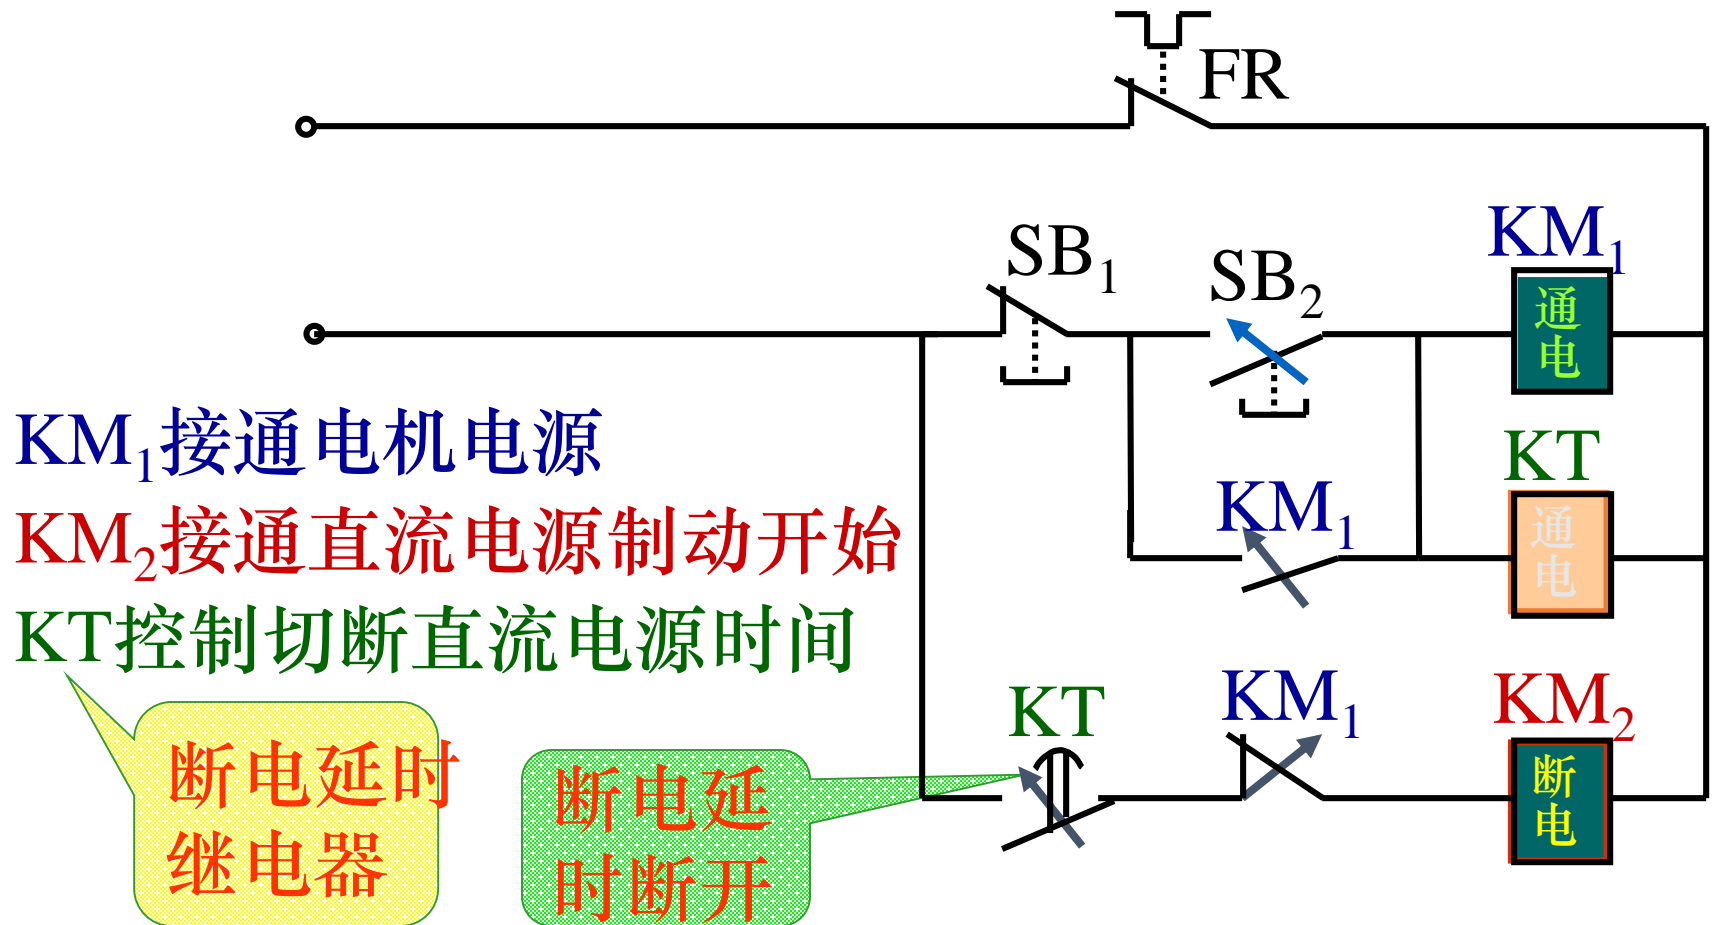 FR
KM1
SB1
SB2
通
电
KM1接通电机电源
KT
KM1
KM2接通直流电源制动开始
通
电
KT控制切断直流电源时间
KT
KM1
KM2
断电延时
继电器
断电延
时断开
断
电